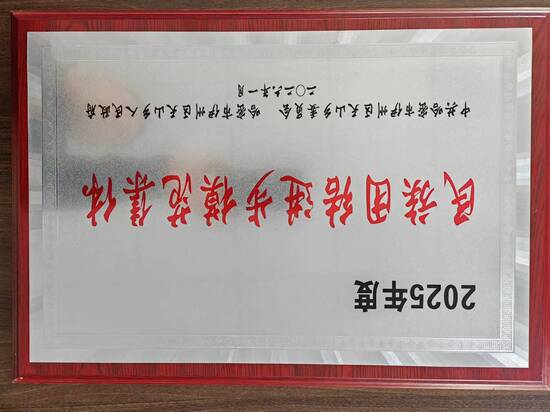 2025年度
民族团结进步模范集体
中共哈密市伊州区天山乡委员会 哈密市伊州区天山乡人民政府
二〇二六年一月